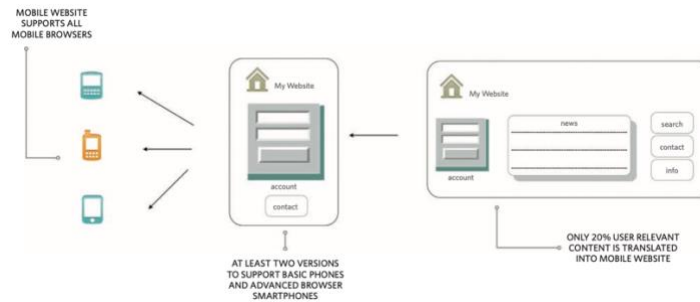 MOBILE WEBSITE
SUPPORTS ALL
MOBILE BROWSERS
My Website
account
contact
AT LEAST TWO VERSIONS
TO SUPPORT BASIC PHONES
AND ADVANCED BROWSER
SMARTPHONES
My Website
account
news
search
contact
info
ONLY 20% USER RELEVANT
CONTENT IS TRANSLATED
INTO MOBILE WEBSITE